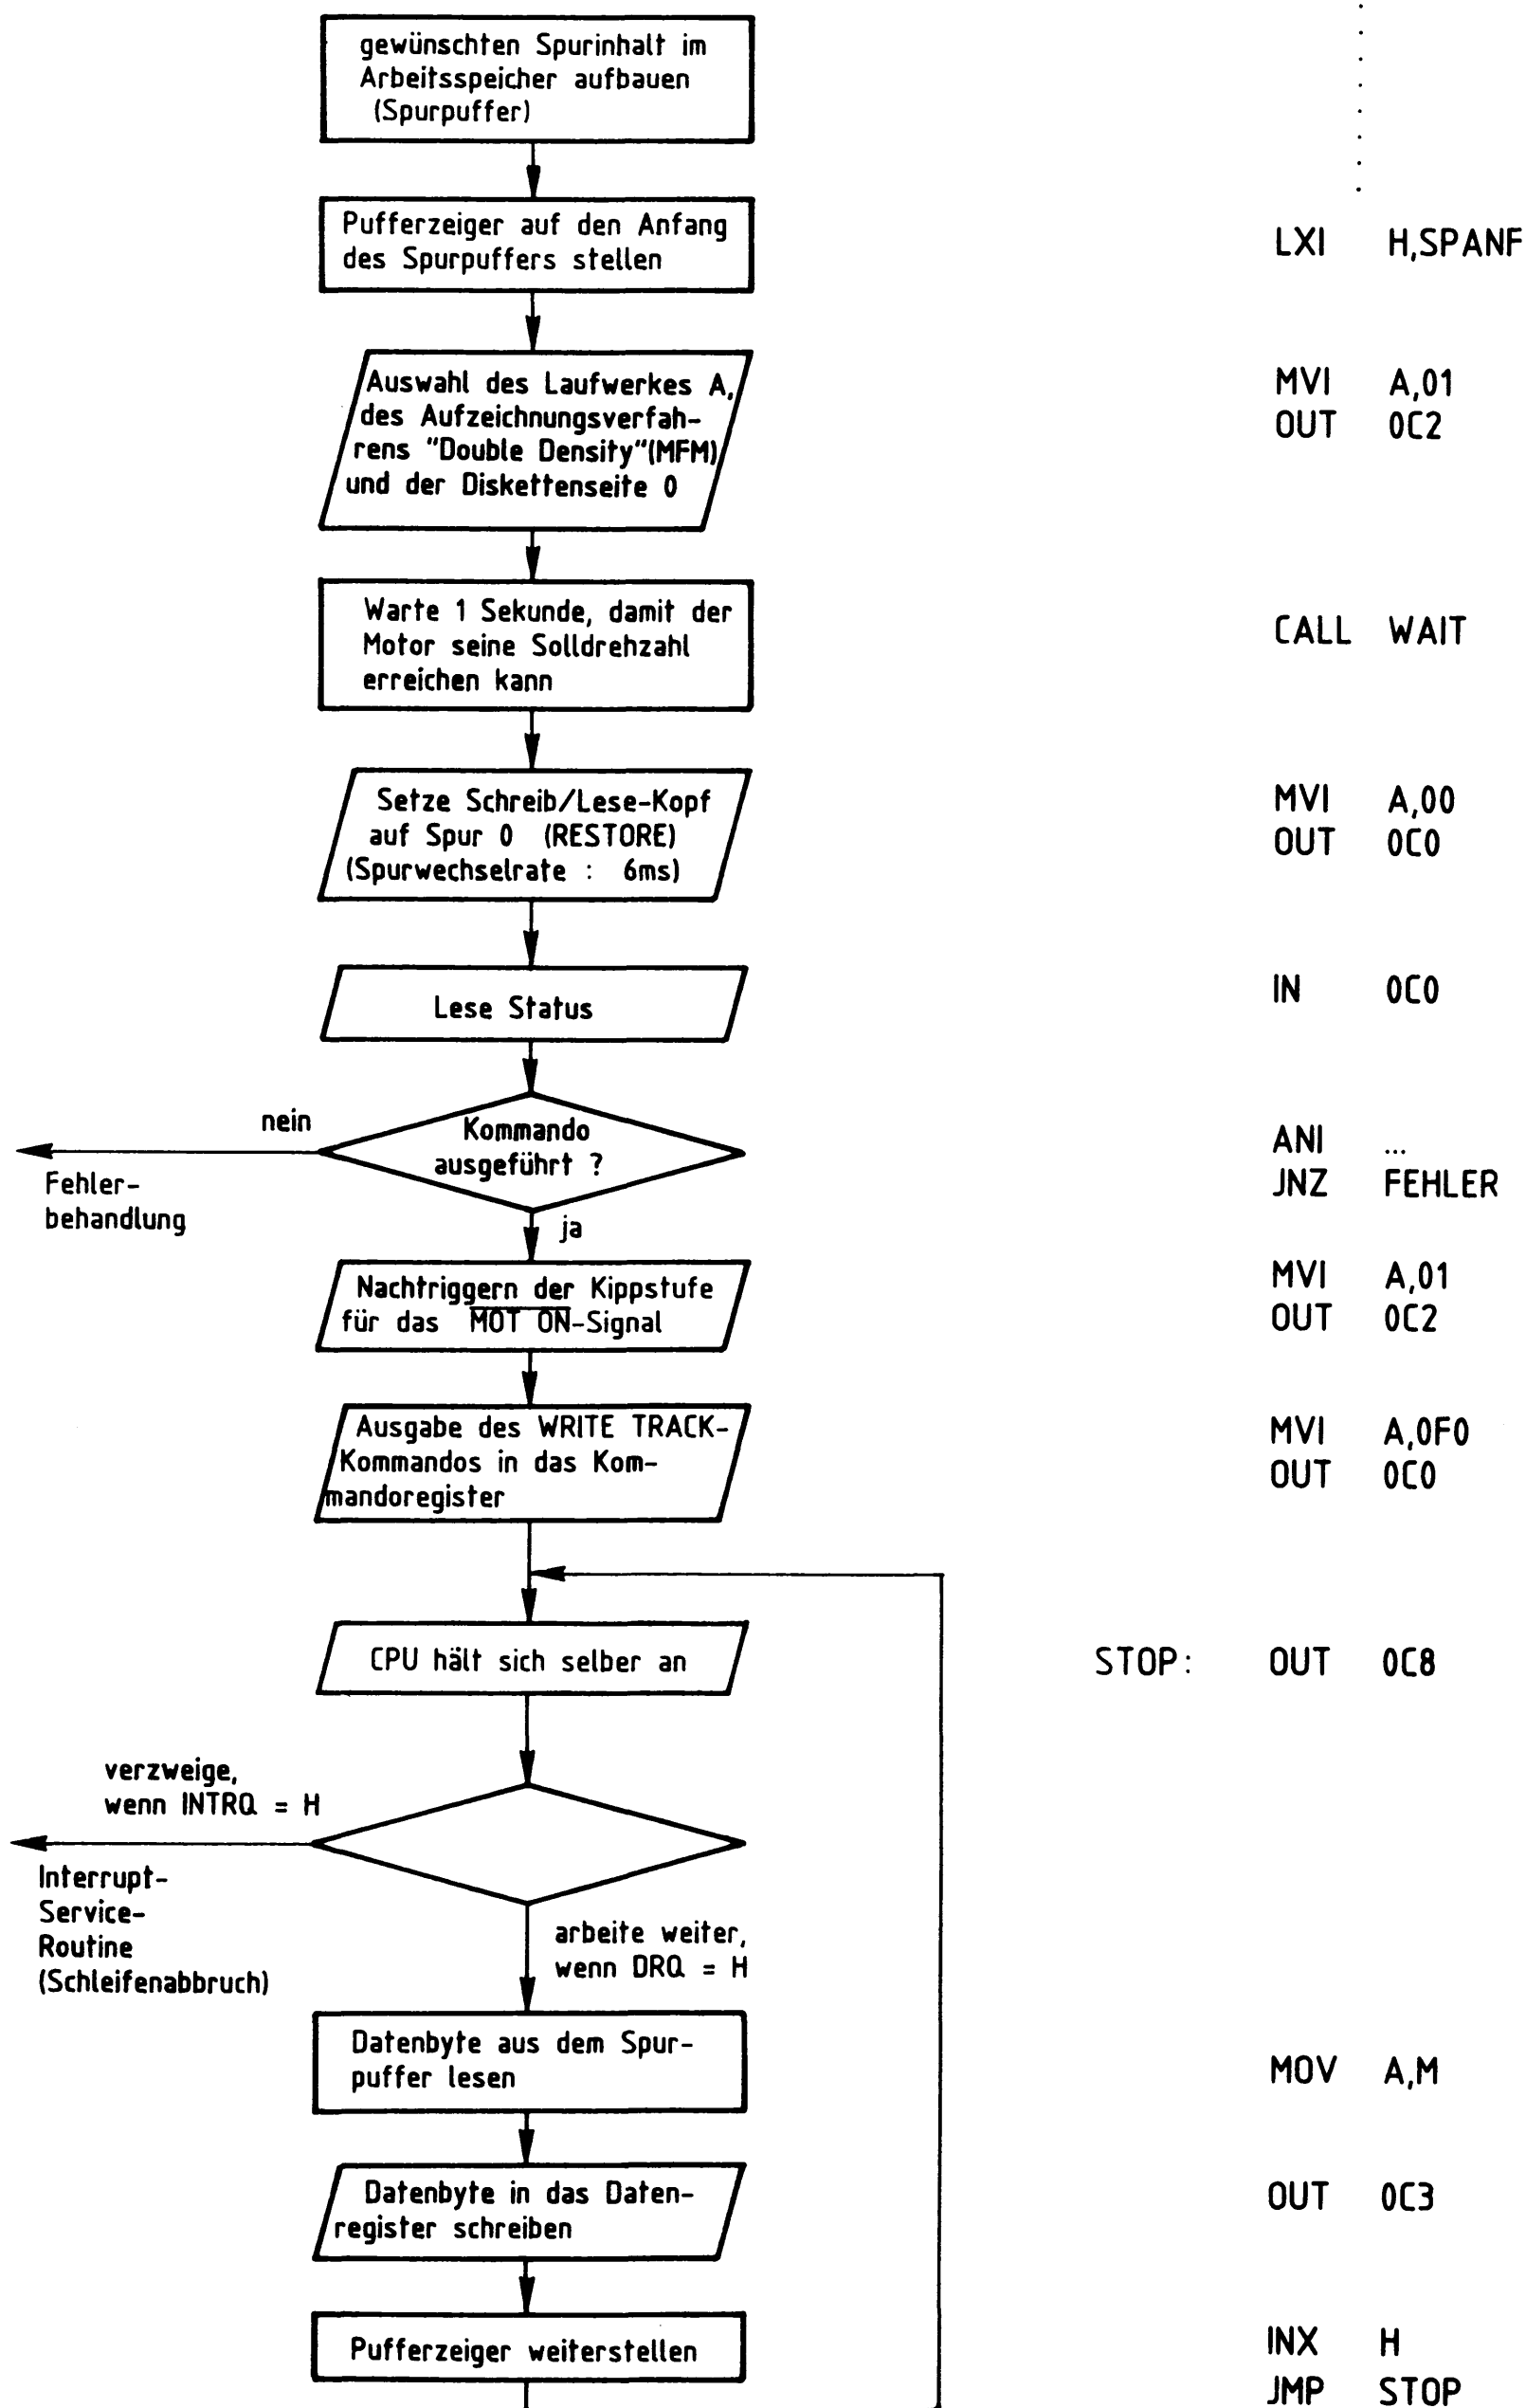 gewünschten Spurinhalt im
Arbeitsspeicher aufbauen
(Spurpuffer)
Pufferzeiger auf den Anfang
des Spurpuffers stellen
LXI H,SPANF
Auswahl des Laufwerkes A,
des Aufzeichnungsverfah-
rens "Double Density"(MFM)
und der Diskettenseite 0
MVI A,01
OUT 0C2
Warte 1 Sekunde, damit der
Motor seine Solldrehzahl
erreichen kann
CALL WAIT
Setze Schreib/Lese-Kopf
auf Spur 0 (RESTORE)
(Spurwechselrate : 6ms)
MVI A,00
OUT 0C0
Lese Status
IN 0C0
nein
Kommando
ausgeführt ?
Fehler-
behandlung
ja
ANI ...
JNZ FEHLER
Nachtriggern der Kippstufe
für das MOT ON-Signal
MVI A,01
OUT 0C2
Ausgabe des WRITE TRACK-
Kommandos in das Kom-
mandoregister
MVI A,0F0
OUT 0C0
CPU hält sich selber an
STOP: OUT 0C8
verzweige,
wenn INTRQ = H
Interrupt-
Service-
Routine
(Schleifenabbruch)
arbeite weiter,
wenn DRQ = H
Datenbyte aus dem Spur-
puffer lesen
MOV A,M
Datenbyte in das Daten-
register schreiben
OUT 0C3
Pufferzeiger weiterstellen
INX H
JMP STOP